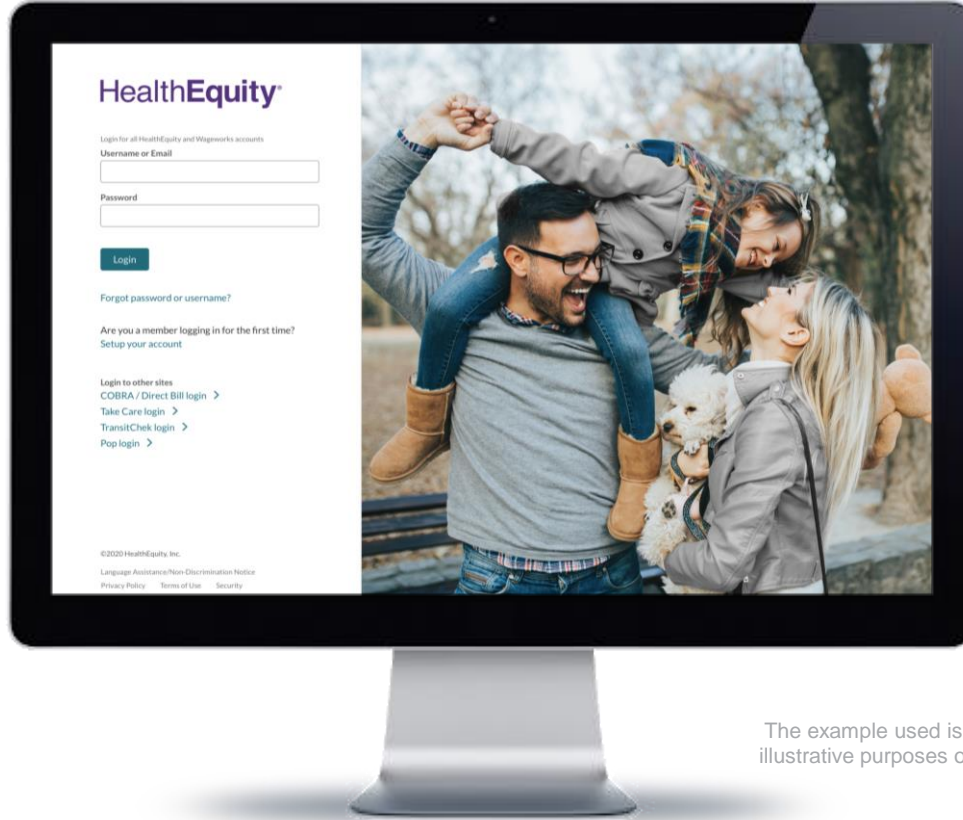 HealthEquity®
Login for all HealthEquity and Wageworks accounts
Username or Email
Password
Login
Forgot password or username?
Are you a member logging in for the first time?
Setup your account
Login to other sites
COBRA / Direct Bill login >
Take Care login >
TransitChek login >
Pop login >
©2020 HealthEquity, Inc.
Language Assistance/Non-Discrimination Notice
Privacy Policy Terms of Use Security
The example used is
illustrative purposes